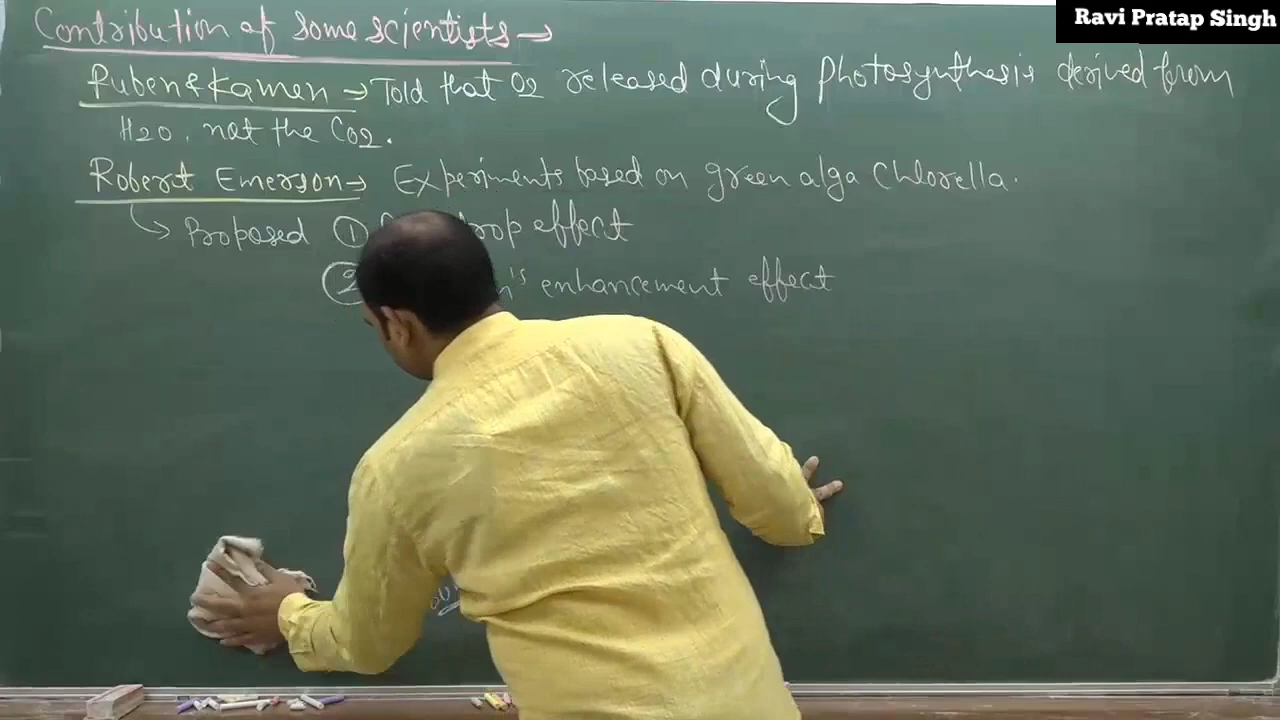 Ravi Pratap Singh
Contribution of some scientists →
Ruben & Kamen → Told that O2 released during Photosynthesis derived from
H2O, not the CO2.
Robert Emerson → Experiments based on green alga Chlorella.
↳ Proposed ① drop effect
② 's enhancement effect